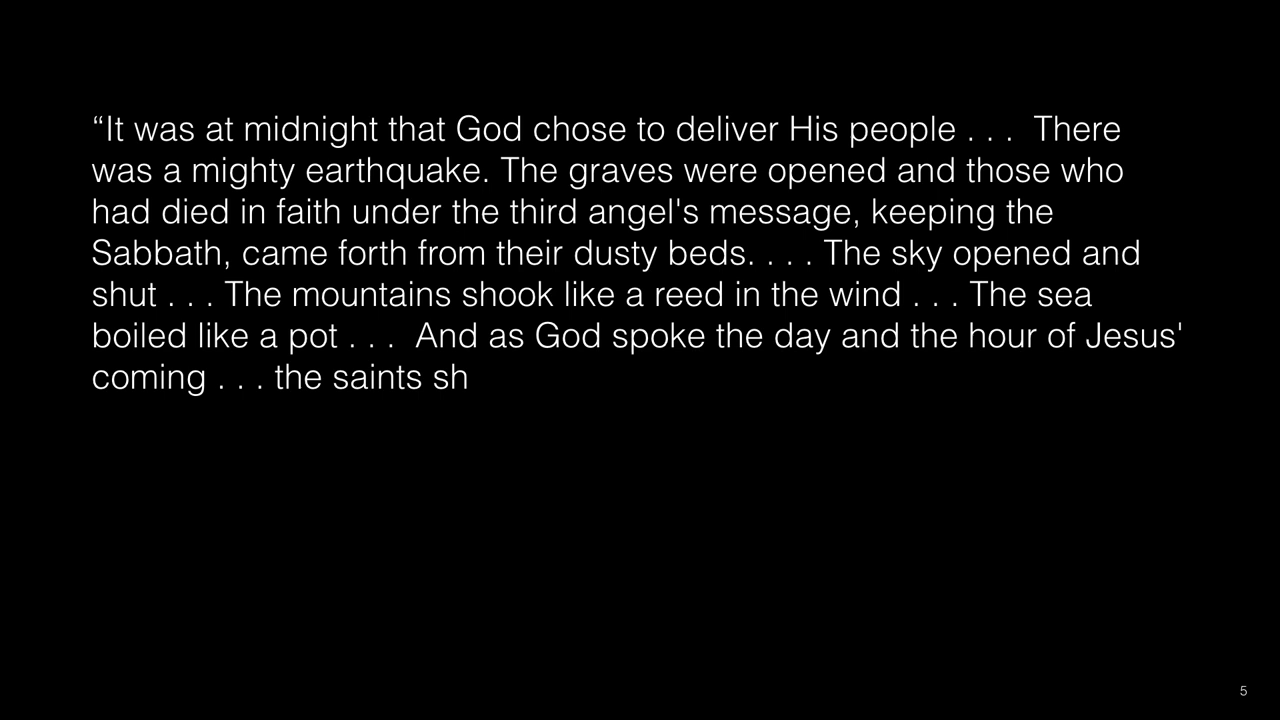 “It was at midnight that God chose to deliver His people . . .  There
was a mighty earthquake. The graves were opened and those who
had died in faith under the third angel's message, keeping the
Sabbath, came forth from their dusty beds. . . . The sky opened and
shut . . . The mountains shook like a reed in the wind . . . The sea
boiled like a pot . . .  And as God spoke the day and the hour of Jesus'
coming . . . the saints sh
5